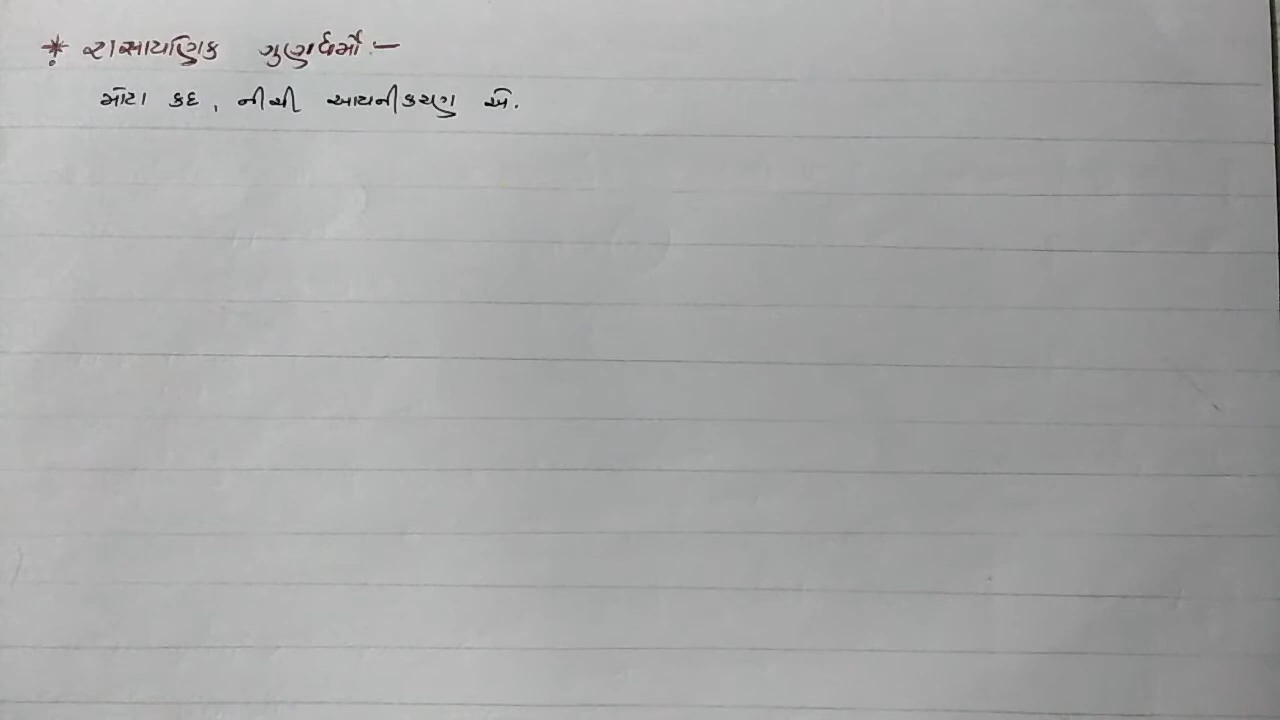 * રાસાયણિક ગુણધર્મો :-
મોટા કદ, નીચી આયનીકરણ એ.